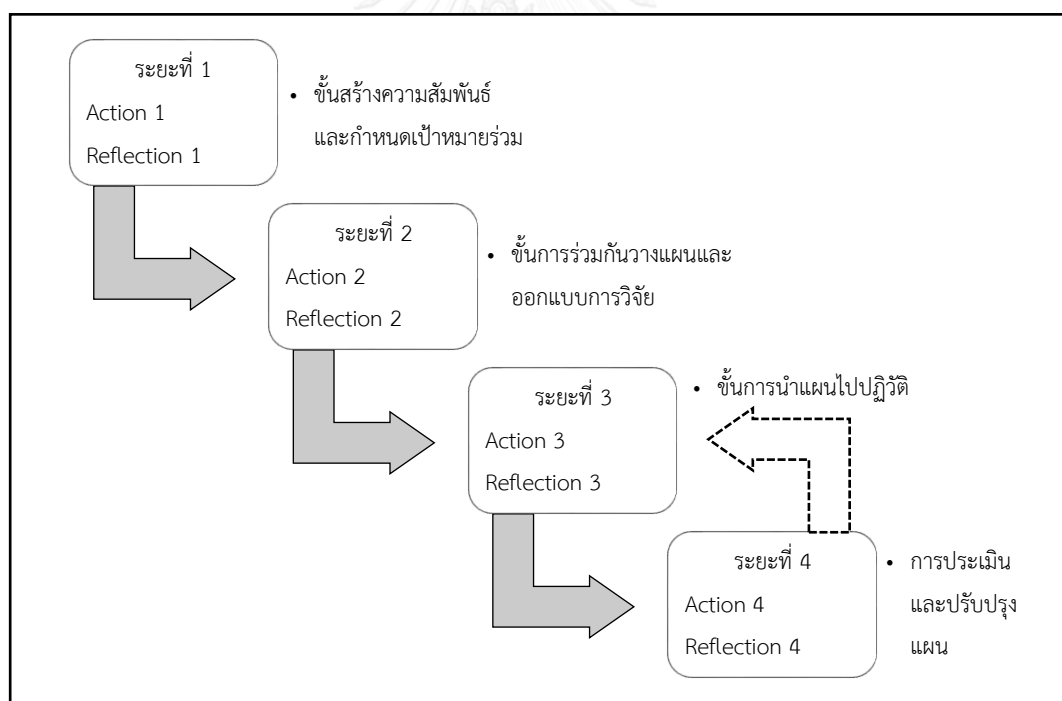 ระยะที่ 1
Action 1
Reflection 1
• ขั้นสร้างความสัมพันธ์
และกำหนดเป้าหมายร่วม
ระยะที่ 2
Action 2
Reflection 2
• ขั้นการร่วมกันวางแผนและ
ออกแบบการวิจัย
ระยะที่ 3
Action 3
Reflection 3
• ขั้นการนำแผนไปปฏิวัติ
ระยะที่ 4
Action 4
Reflection 4
• การประเมิน
และปรับปรุง
แผน